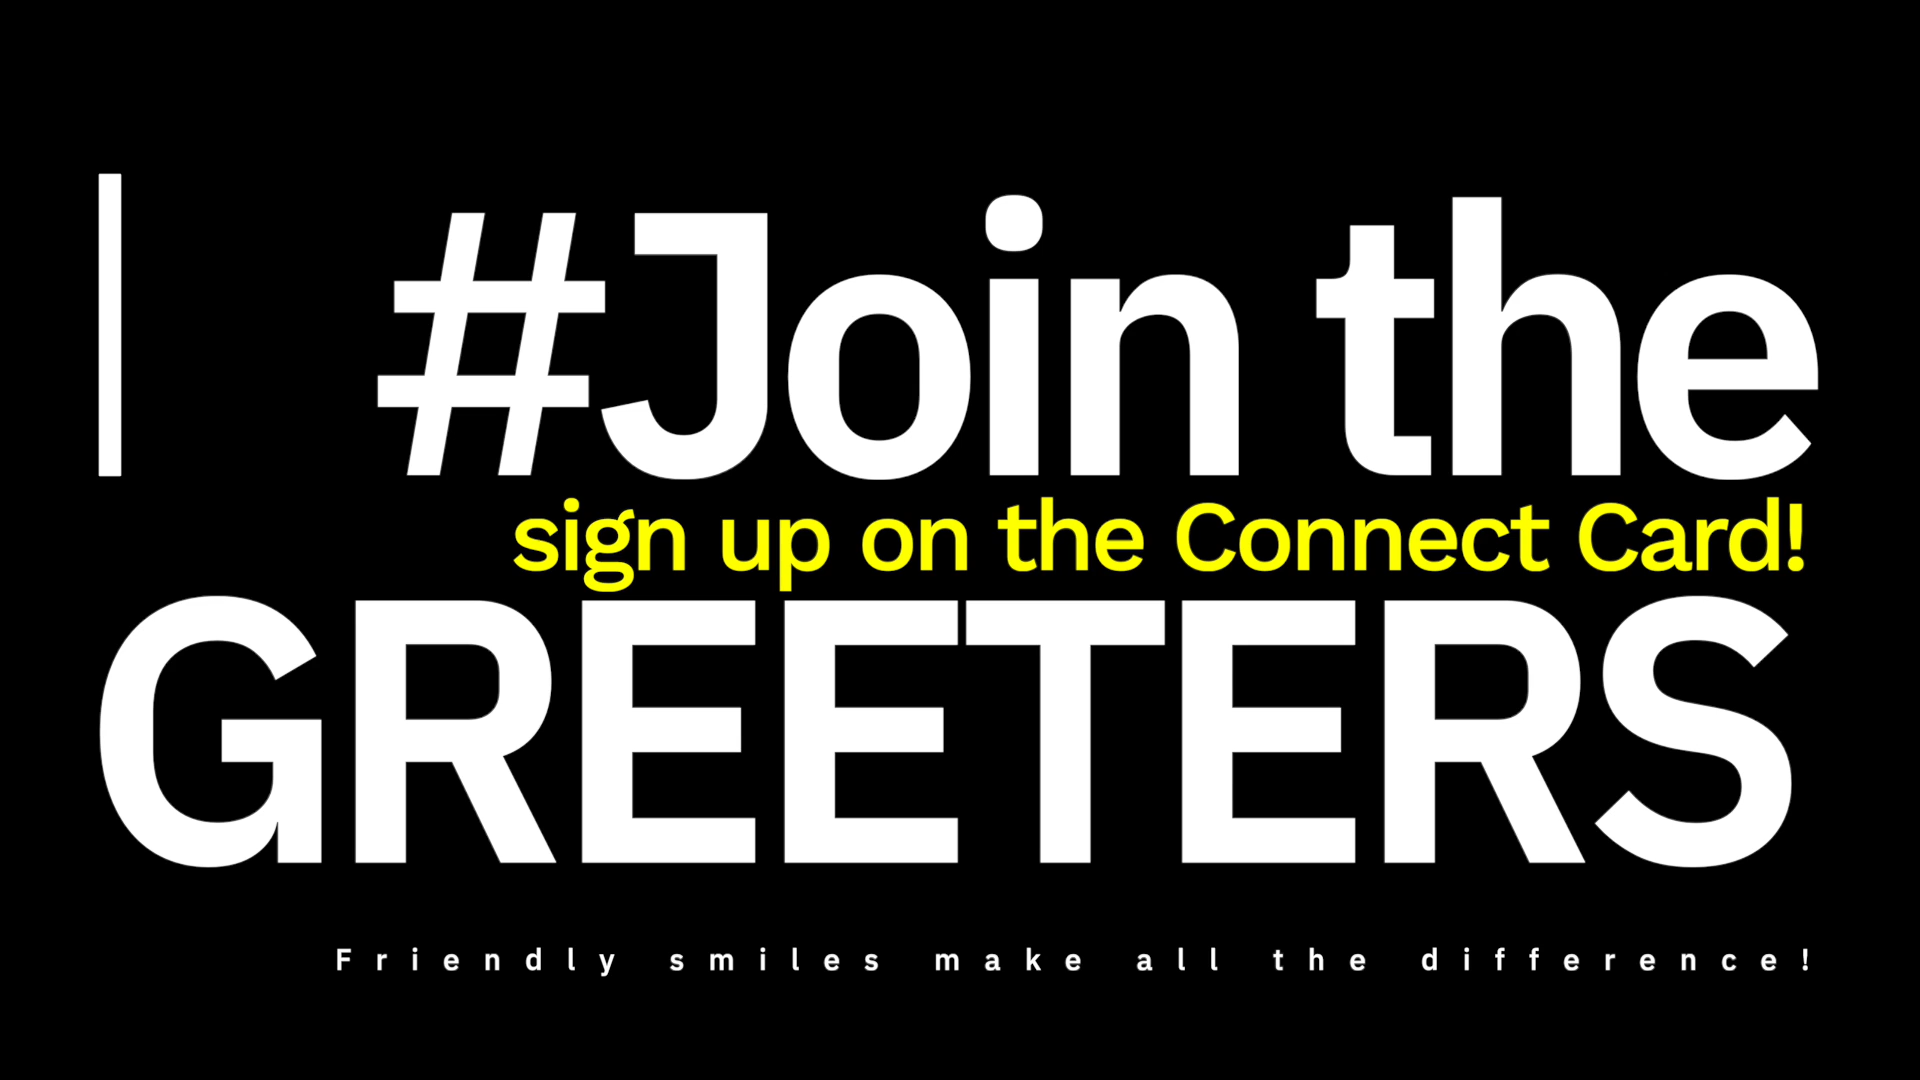 #Join the
sign up on the Connect Card!
GREETERS
Friendly smiles make all the difference!